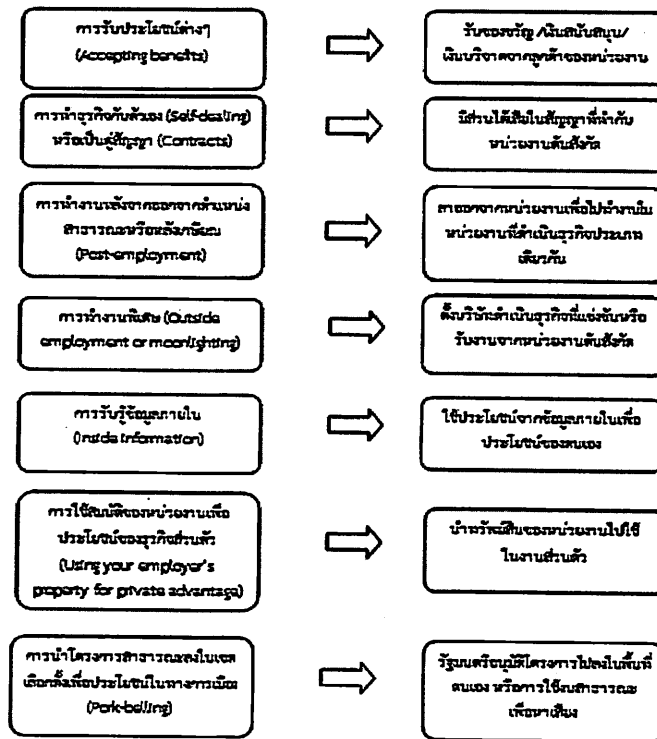 การรับประโยชน์ต่างๆ
(Accepting benefits)
รับของขวัญ /เงินสนับสนุน/
เงินบริจาคจากลูกค้าของหน่วยงาน
การทำธุรกิจกับตัวเอง (Self-dealing)
หรือเป็นคู่สัญญา (Contracts)
มีส่วนได้เสียในสัญญาที่ทำกับ
หน่วยงานต้นสังกัด
การทำงานหลังจากออกจากตำแหน่ง
สาธารณะหรือหลังเกษียณ
(Post-employment)
ลาออกจากหน่วยงานเพื่อไปทำงานใน
หน่วยงานที่ดำเนินธุรกิจประเภท
เดียวกัน
การทำงานพิเศษ (Outside
employment or moonlighting)
ตั้งบริษัทดำเนินธุรกิจที่แข่งขันหรือ
รับงานจากหน่วยงานต้นสังกัด
การรับรู้ข้อมูลภายใน
(Inside information)
ใช้ประโยชน์จากข้อมูลภายในเพื่อ
ประโยชน์ของตนเอง
การใช้สมบัติของหน่วยงานเพื่อ
ประโยชน์ของธุรกิจส่วนตัว
(Using your employer's
property for private advantage)
นำทรัพย์สินของหน่วยงานไปใช้
ในงานส่วนตัว
การนำโครงการสาธารณะลงในเขต
เลือกตั้งเพื่อประโยชน์ในทางการเมือง
(Pork-belling)
รัฐมนตรีอนุมัติโครงการไปลงในพื้นที่
ตนเอง หรือการใช้งบสาธารณะ
เพื่อหาเสียง